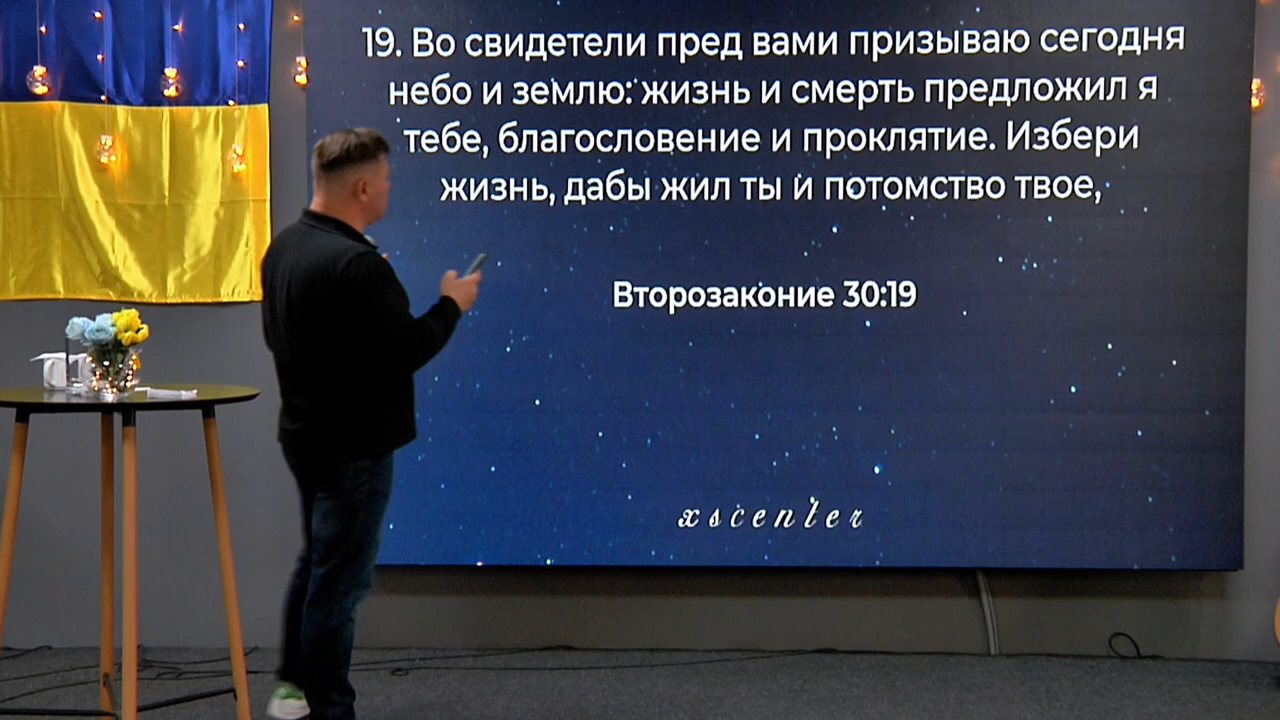 19. Во свидетели пред вами призываю сегодня
небо и землю: жизнь и смерть предложил я
тебе, благословение и проклятие. Избери
жизнь, дабы жил ты и потомство твое,
Второзаконие 30:19
xscenter